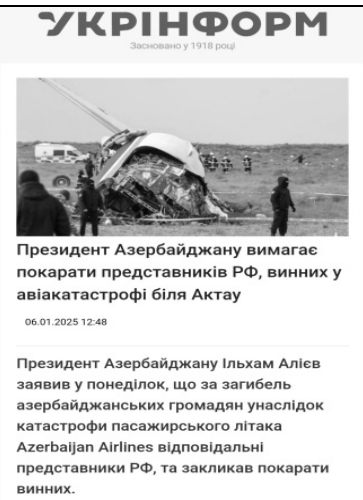 УКРІНФОРМ
Засновано у 1918 році
Президент Азербайджану вимагає
покарати представників РФ, винних у
авіакатастрофі біля Актау
06.01.2025 12:48
Президент Азербайджану Ільхам Алієв
заявив у понеділок, що за загибель
азербайджанських громадян унаслідок
катастрофи пасажирського літака
Azerbaijan Airlines відповідальні
представники РФ, та закликав покарати
винних.